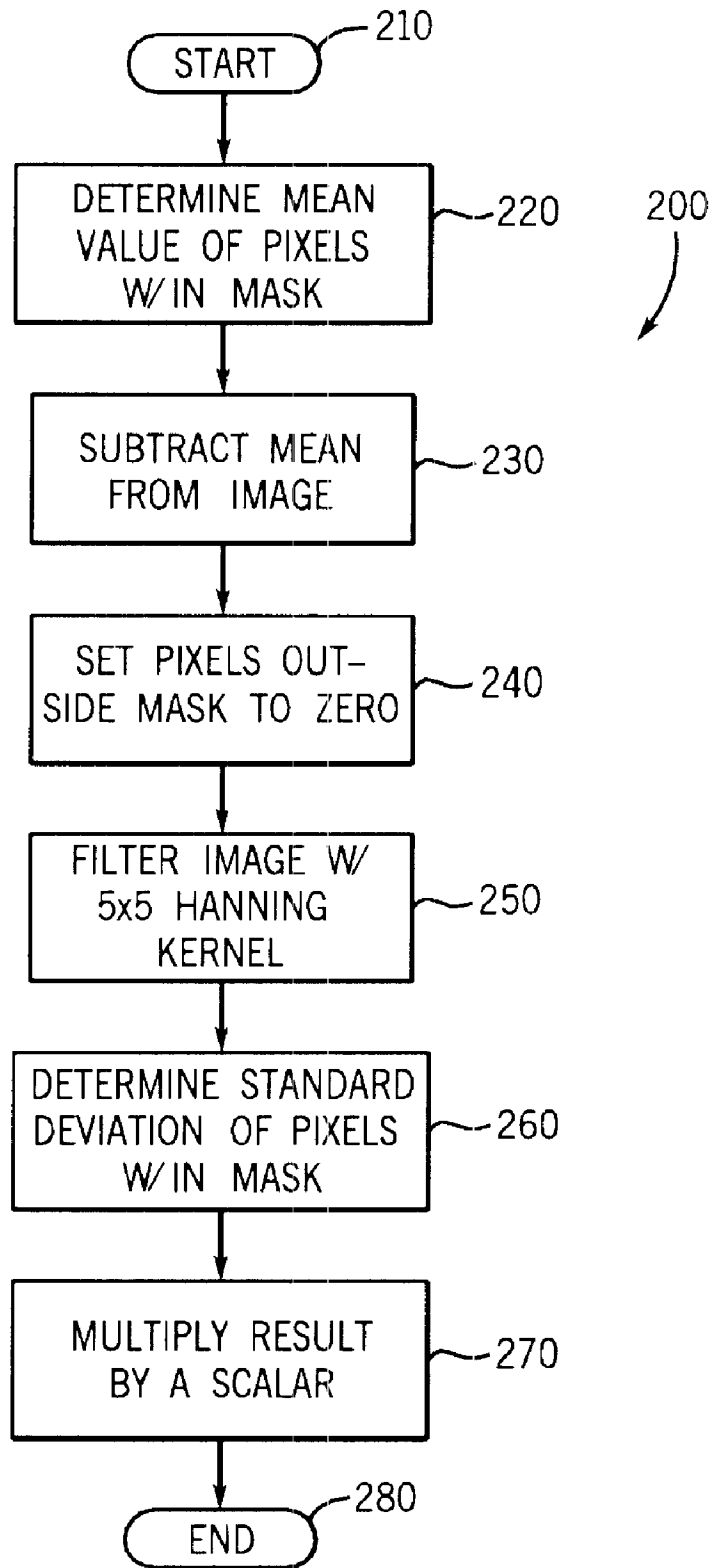 START
210
DETERMINE MEAN
VALUE OF PIXELS
W/IN MASK
220
200
SUBTRACT MEAN
FROM IMAGE
230
SET PIXELS OUT-
SIDE MASK TO ZERO
240
FILTER IMAGE W/
5x5 HANNING
KERNEL
250
DETERMINE STANDARD
DEVIATION OF PIXELS
W/IN MASK
260
MULTIPLY RESULT
BY A SCALAR
270
END
280